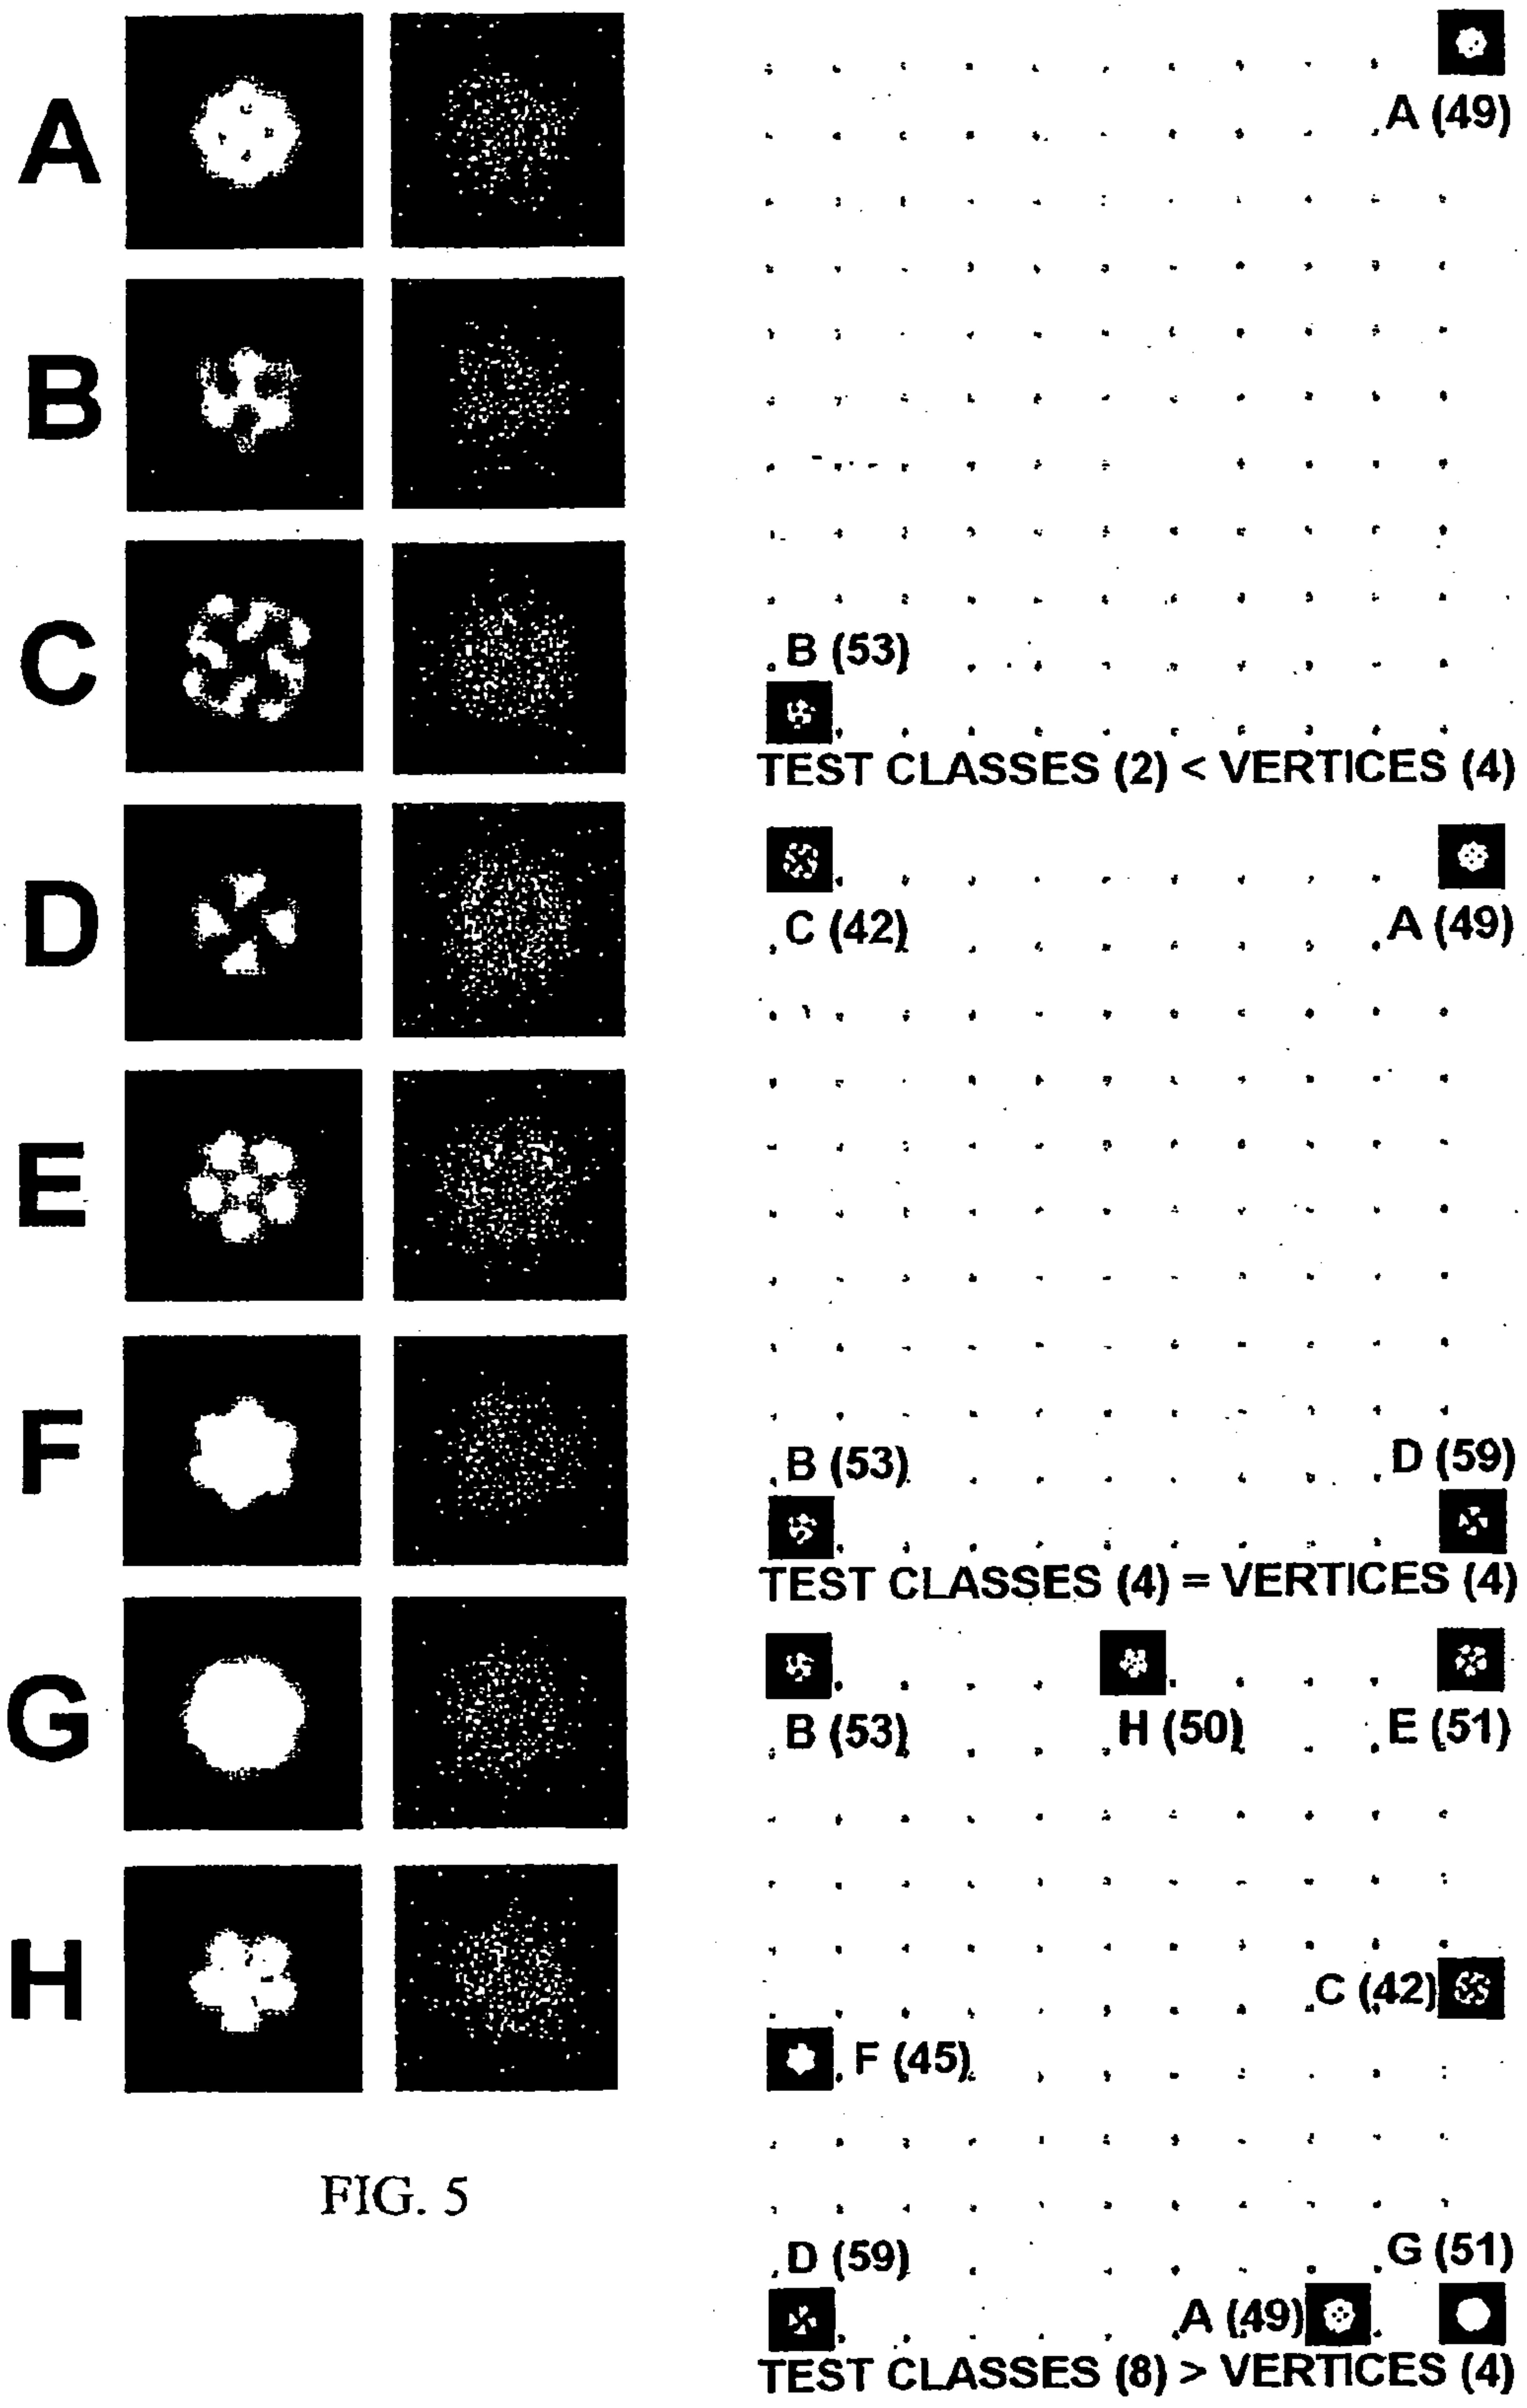 A
B
C
D
E
F
G
H
FIG. 5
A (49)
B (53)
TEST CLASSES (2) < VERTICES (4)
C (42)
A (49)
B (53)
D (59)
TEST CLASSES (4) = VERTICES (4)
B (53)
H (50)
E (51)
C (42)
F (45)
D (59)
G (51)
A (49)
TEST CLASSES (8) > VERTICES (4)